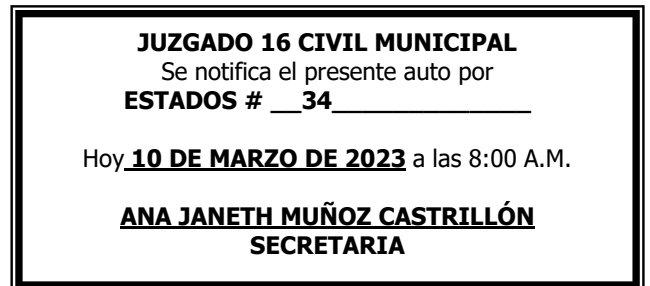 JUZGADO 16 CIVIL MUNICIPAL
Se notifica el presente auto por
ESTADOS # __34______________
Hoy 10 DE MARZO DE 2023 a las 8:00 A.M.
ANA JANETH MUÑOZ CASTRILLÓN
SECRETARIA